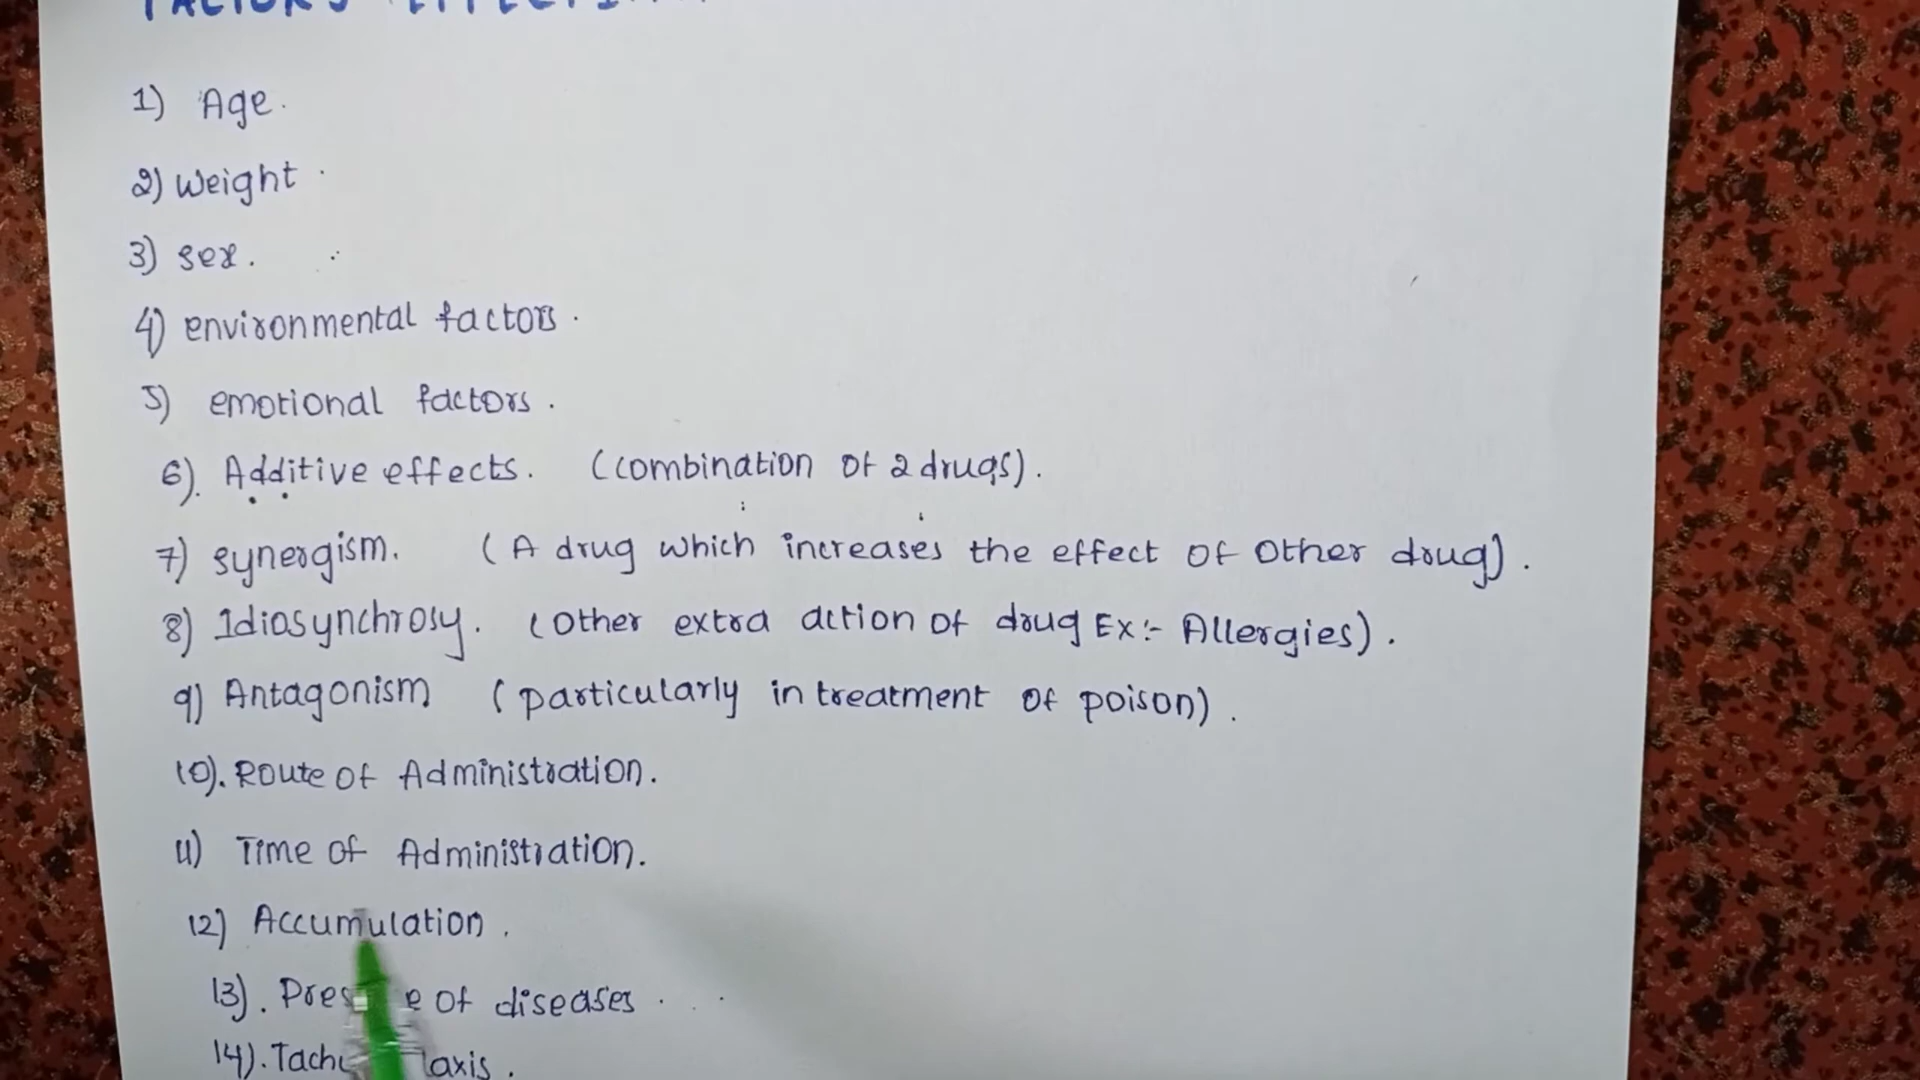 FACTORS EFFECTIN
1) Age.
2) Weight.
3) sex.
4) environmental factors.
5) emotional factors.
6). Additive effects. (combination of 2 drugs).
7) synergism. (A drug which increases the effect of other drug).
8) Idiosynchrosy. (other extra action of drug Ex:- Allergies).
9) Antagonism (particularly in treatment of poison).
10). Route of Administration.
11) Time of Administration.
12) Accumulation.
13). of diseases.
14).